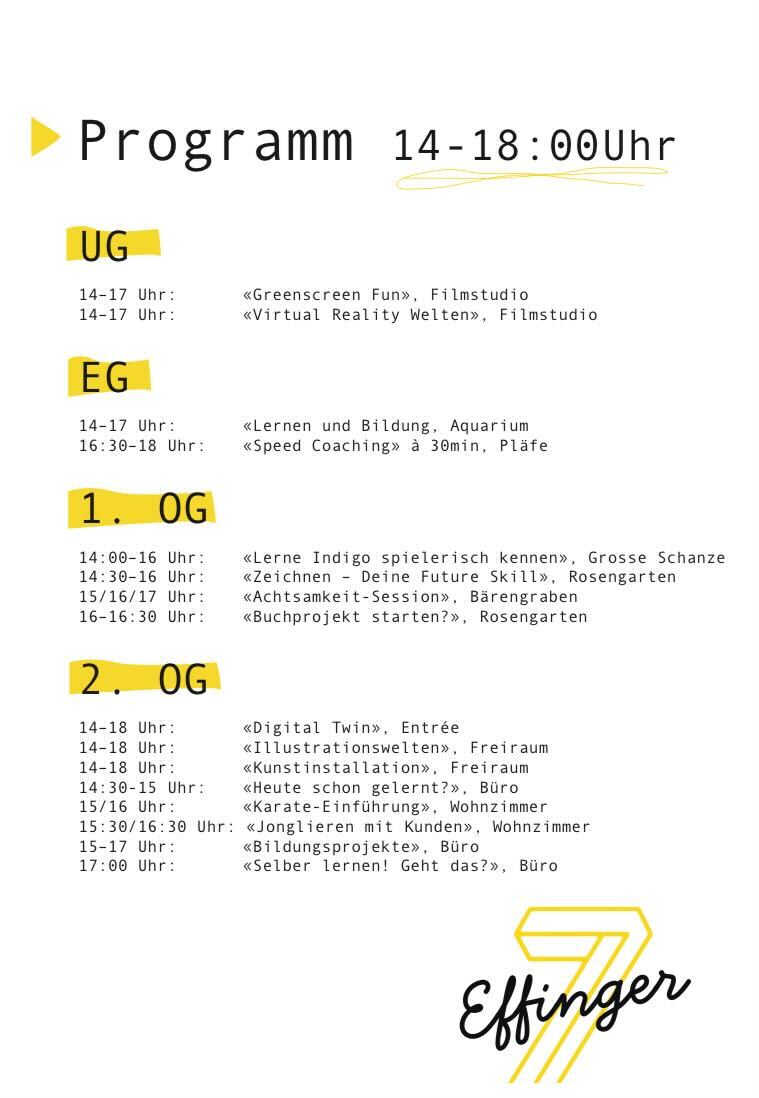 Programm 14-18:00Uhr
UG
14–17 Uhr: «Greenscreen Fun», Filmstudio
14–17 Uhr: «Virtual Reality Welten», Filmstudio
EG
14–17 Uhr: «Lernen und Bildung, Aquarium
16:30–18 Uhr: «Speed Coaching» à 30min, Pläfe
1. OG
14:00–16 Uhr: «Lerne Indigo spielerisch kennen», Grosse Schanze
14:30–16 Uhr: «Zeichnen – Deine Future Skill», Rosengarten
15/16/17 Uhr: «Achtsamkeit-Session», Bärengraben
16–16:30 Uhr: «Buchprojekt starten?», Rosengarten
2. OG
14–18 Uhr: «Digital Twin», Entrée
14–18 Uhr: «Illustrationswelten», Freiraum
14–18 Uhr: «Kunstinstallation», Freiraum
14:30-15 Uhr: «Heute schon gelernt?», Büro
15/16 Uhr: «Karate-Einführung», Wohnzimmer
15:30/16:30 Uhr: «Jonglieren mit Kunden», Wohnzimmer
15–17 Uhr: «Bildungsprojekte», Büro
17:00 Uhr: «Selber lernen! Geht das?», Büro
7
Effinger